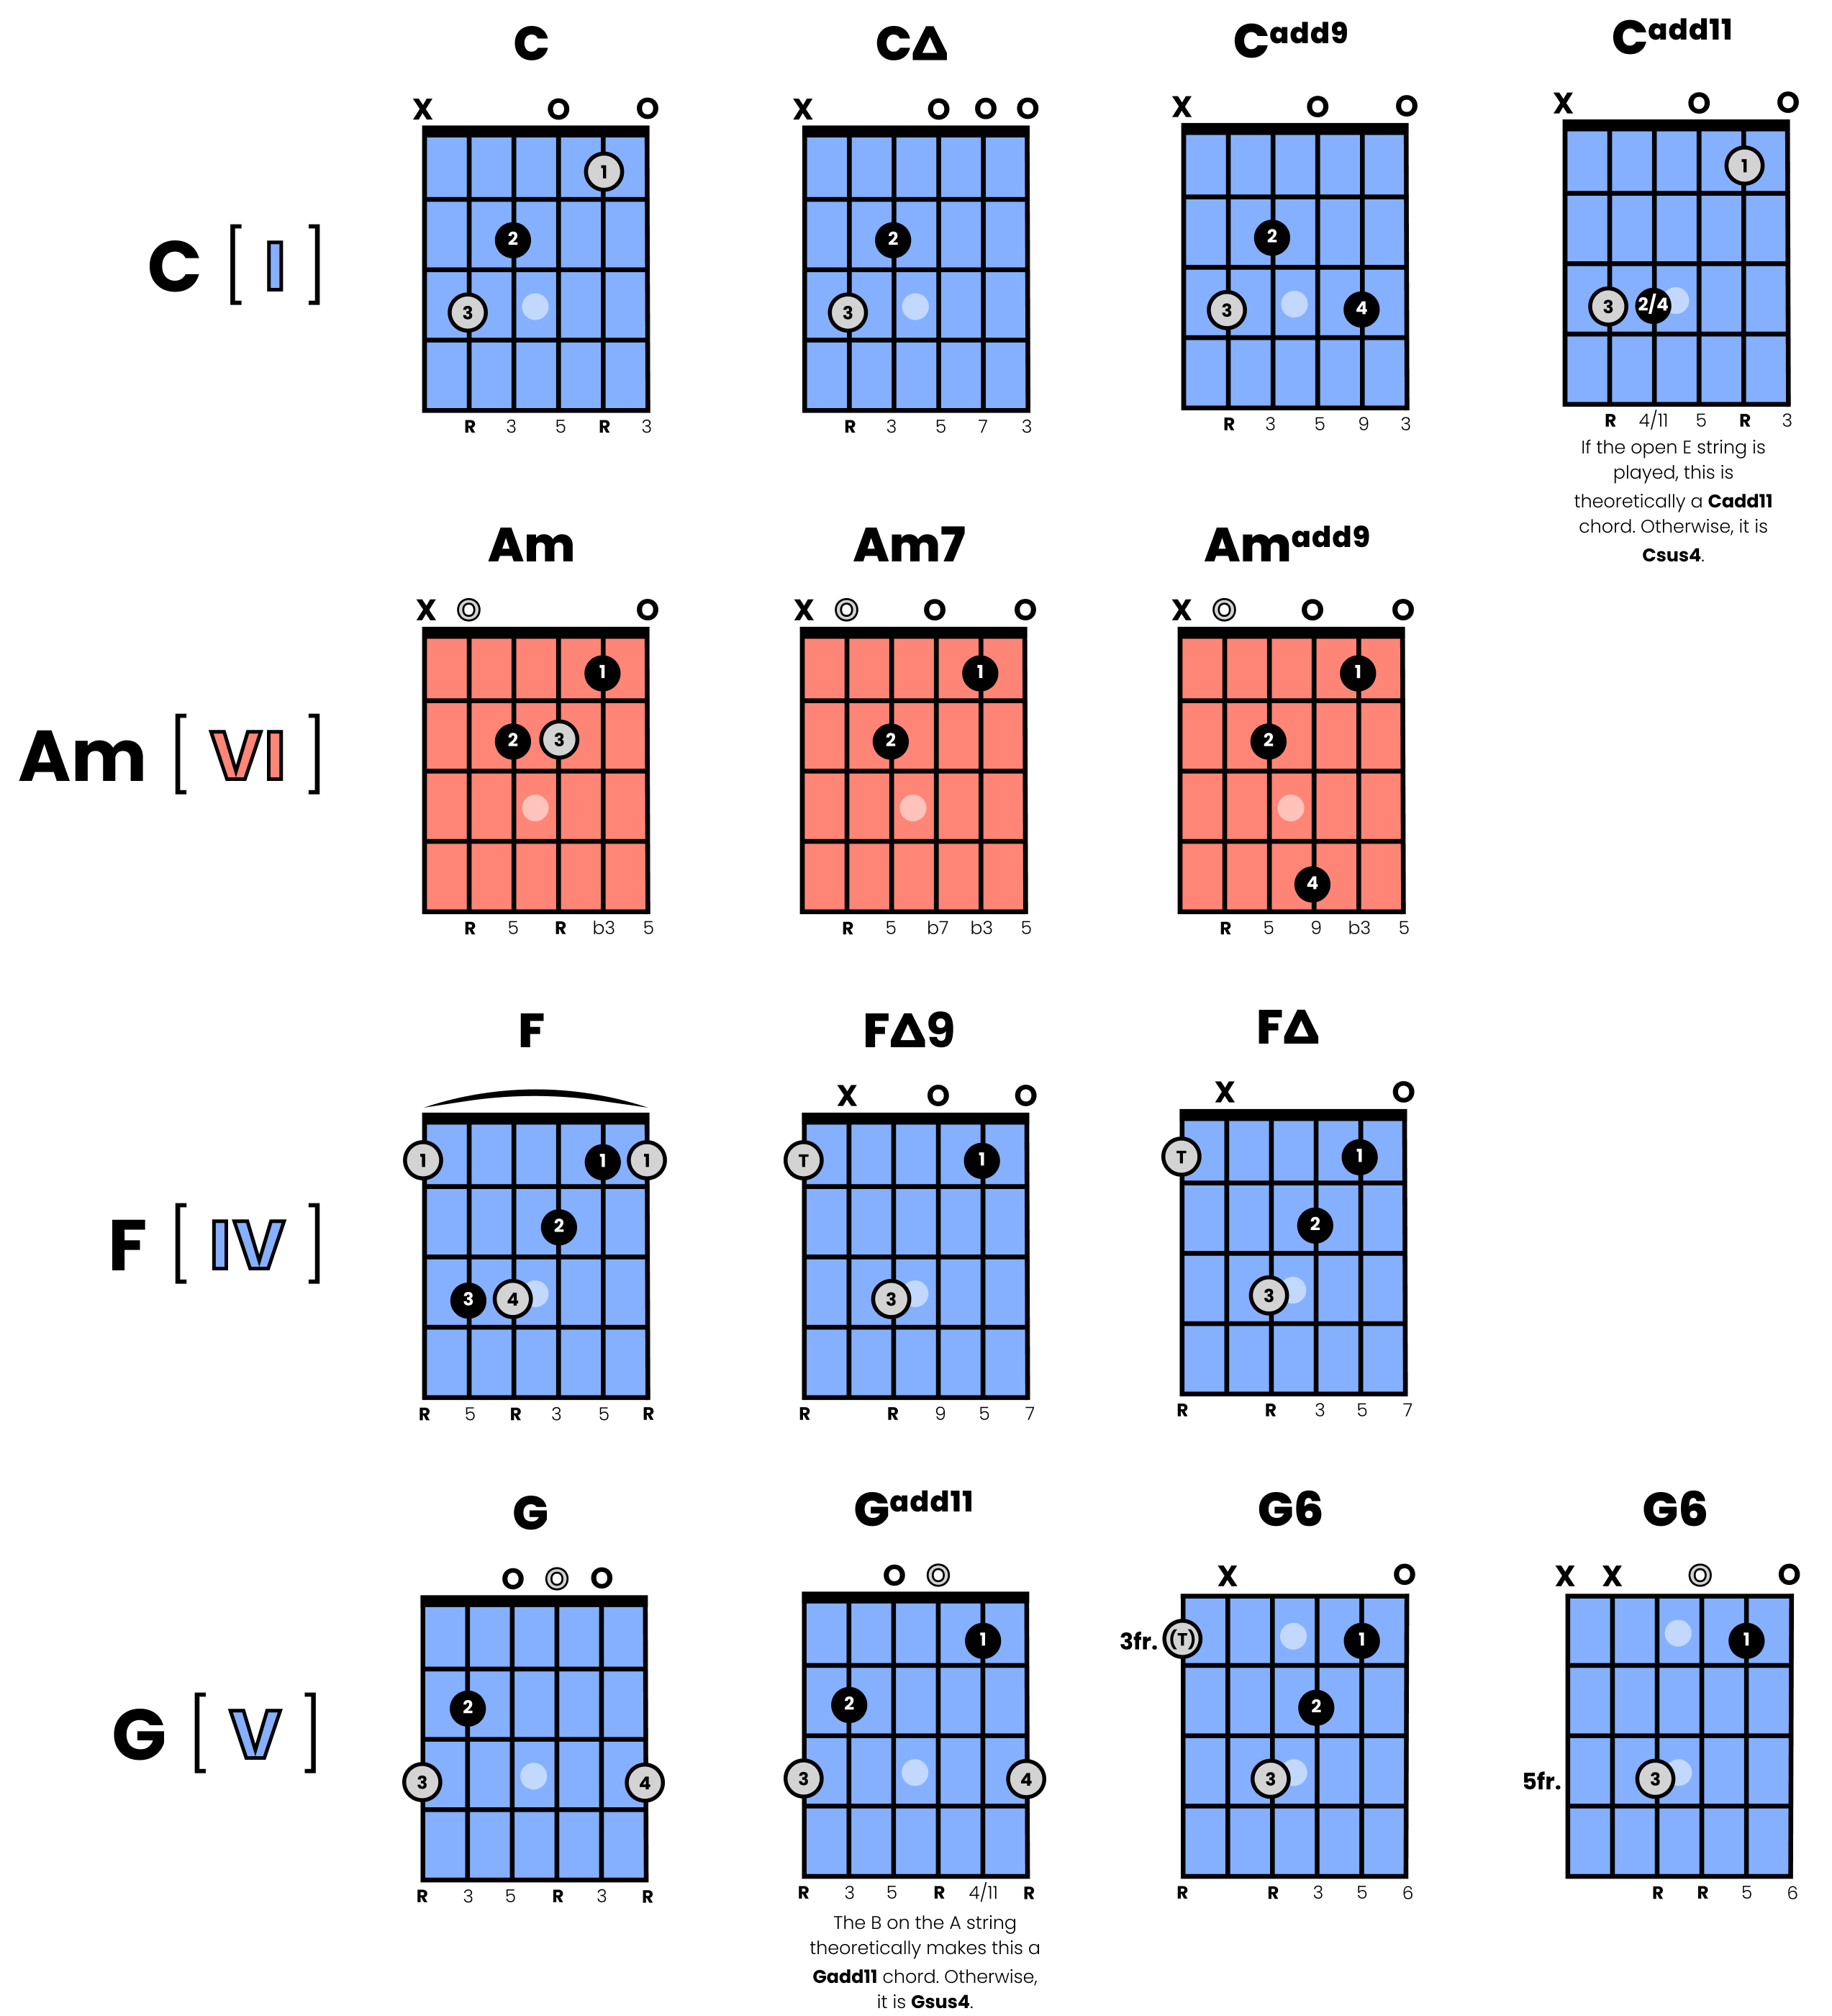 C CΔ Cadd9 Cadd11
X O O X O O O X O O X O O
C [ I ]
1 1
2 2 2
3 3 3 4 3 2/4
R 3 5 R 3 R 3 5 7 3 R 3 5 9 3 R 4/11 5 R 3
If the open E string is
played, this is
theoretically a Cadd11
chord. Otherwise, it is
Csus4.
Am Am7 Amadd9
X O O X O O O X O O O
Am [ VI ]
1 1 1
2 3 2 2
4
R 5 R b3 5 R 5 b7 b3 5 R 5 9 b3 5
F FΔ9 FΔ
X O O X O
F [ IV ]
1 1 1 T 1 T 1
2 2
3 4 3 3
R 5 R 3 5 R R R 9 5 7 R R 3 5 7
G Gadd11 G6 G6
O O O O O X O X X O O
G [ V ]
1 3fr. (T) 1 1
2 2 2
3 4 3 4 3 5fr. 3
R 3 5 R 3 R R 3 5 R 4/11 R R R 3 5 6 R R 5 6
The B on the A string
theoretically makes this a
Gadd11 chord. Otherwise,
it is Gsus4.